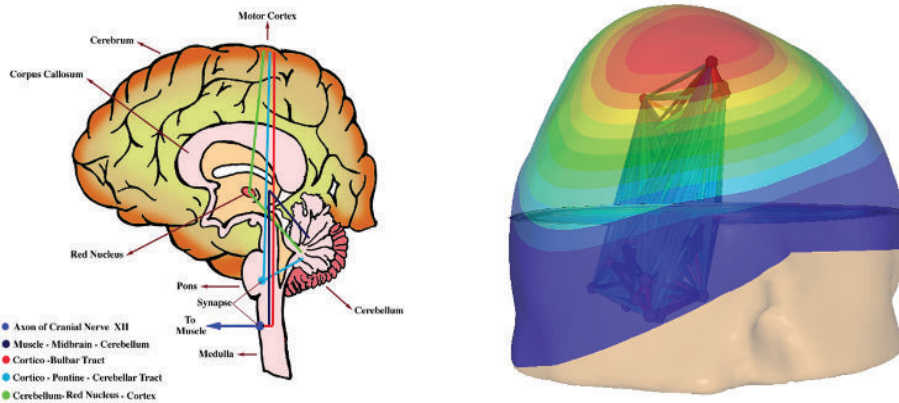 Motor Cortex
Cerebrum
Corpus Callosum
Red Nucleus
Pons
Synapse
Cerebellum
To
Muscle
Medulla
Axon of Cranial Nerve XII
Muscle - Midbrain - Cerebellum
Cortico - Bulbar Tract
Cortico - Pontine - Cerebellar Tract
Cerebellum- Red Nucleus - Cortex